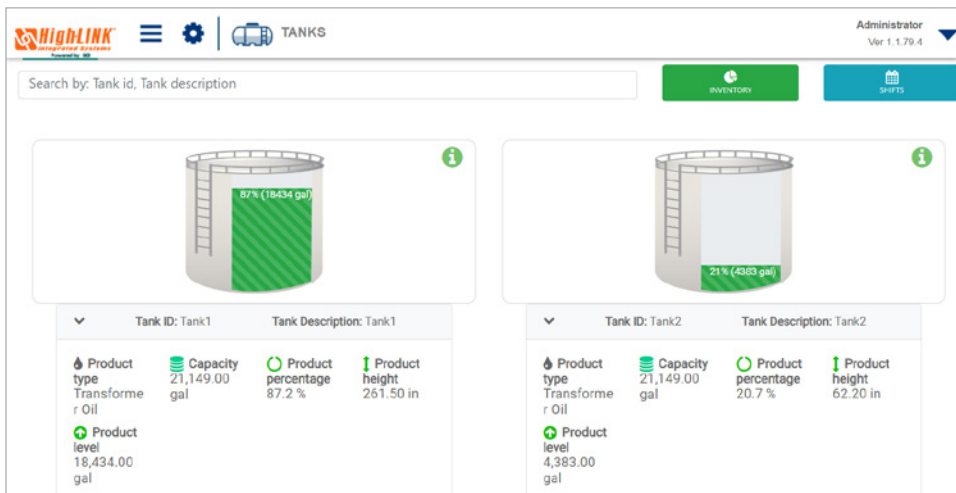 HighLINK
Integrated Systems
TANKS
Administrator
Ver 1.1.79.4
Search by: Tank id, Tank description
INVENTORY
SHIFTS
87% (18434 gal)
21% (4383 gal)
Tank ID: Tank1 Tank Description: Tank1
Product type
Transforme
r Oil
Capacity
21,149.00
gal
Product percentage
87.2 %
Product height
261.50 in
Product level
18,434.00
gal
Tank ID: Tank2 Tank Description: Tank2
Product type
Transforme
r Oil
Capacity
21,149.00
gal
Product percentage
20.7 %
Product height
62.20 in
Product level
4,383.00
gal